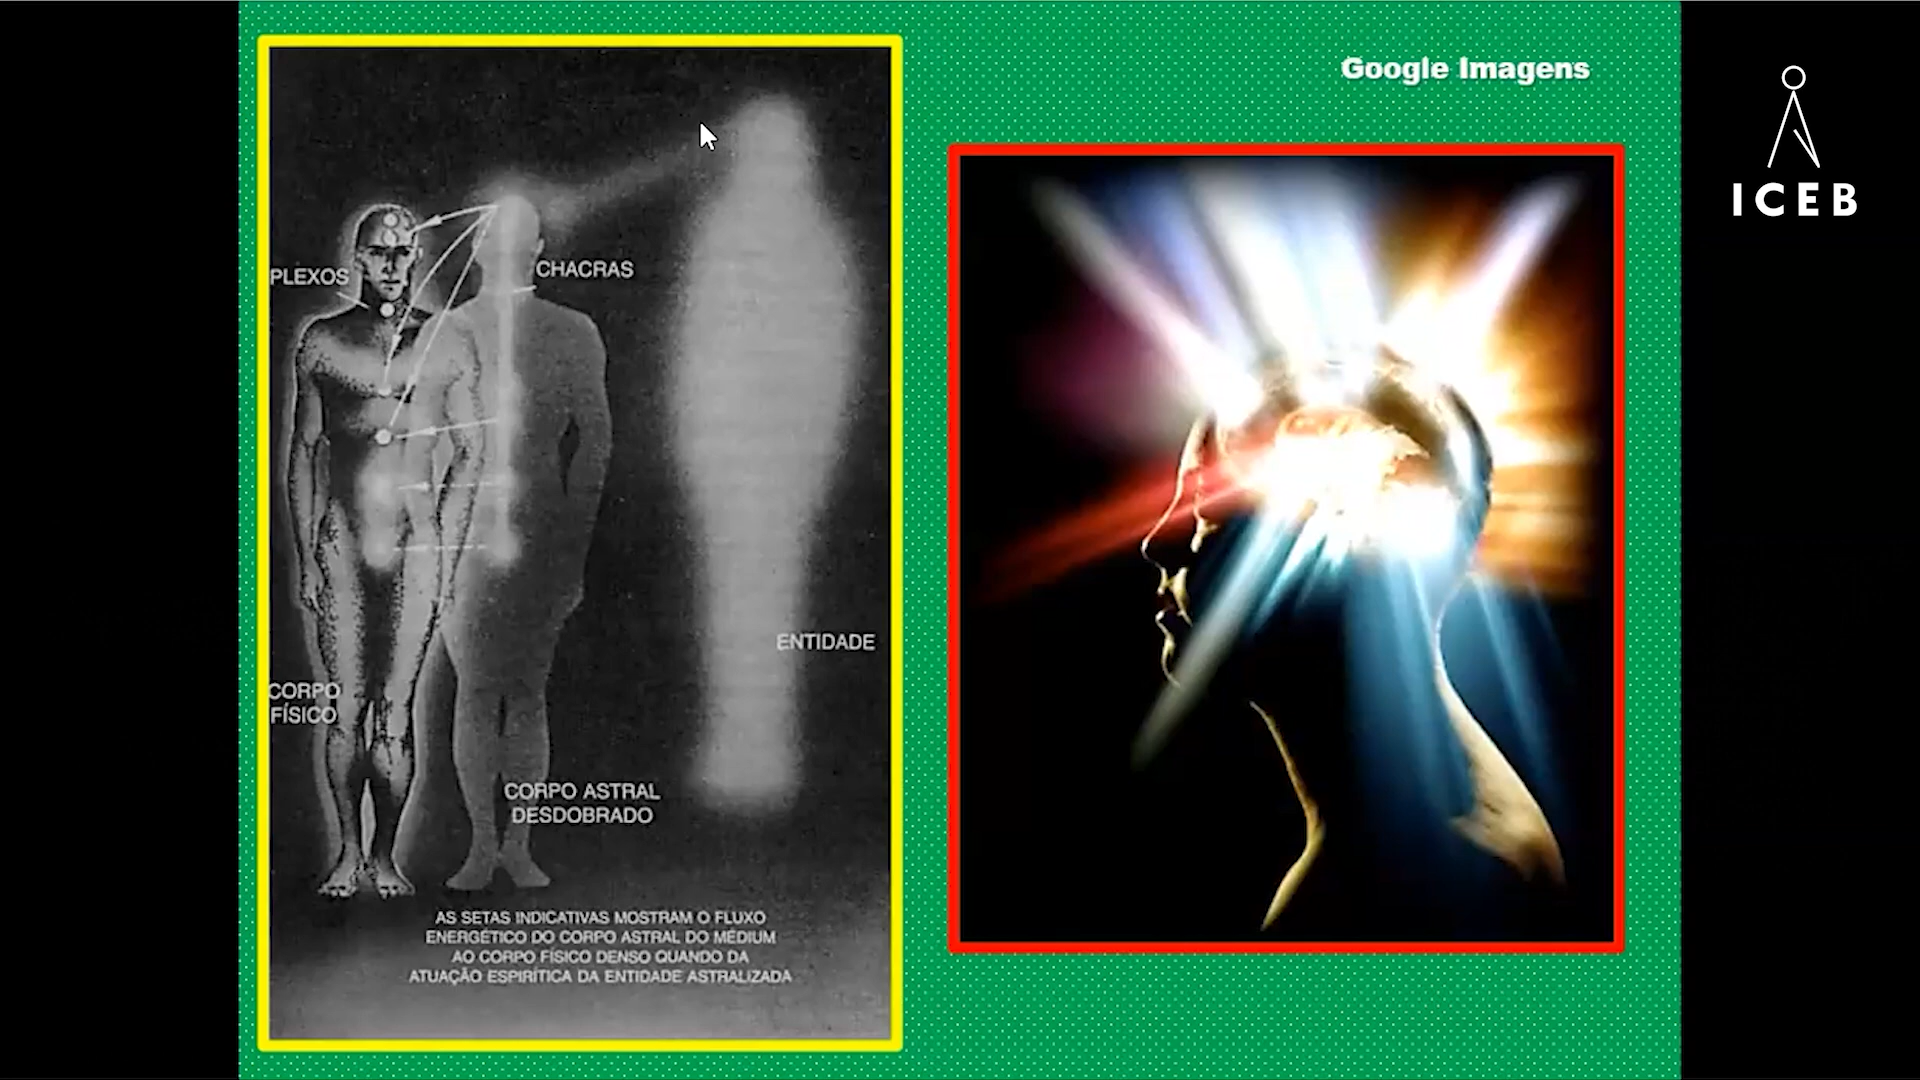 Google Imagens
ICEB
PLEXOS
CHACRAS
ENTIDADE
CORPO
FÍSICO
CORPO ASTRAL
DESDOBRADO
AS SETAS INDICATIVAS MOSTRAM O FLUXO
ENERGÉTICO DO CORPO ASTRAL DO MÉDIUM
AO CORPO FÍSICO DENSO QUANDO DA
ATUAÇÃO ESPIRÍTICA DA ENTIDADE ASTRALIZADA